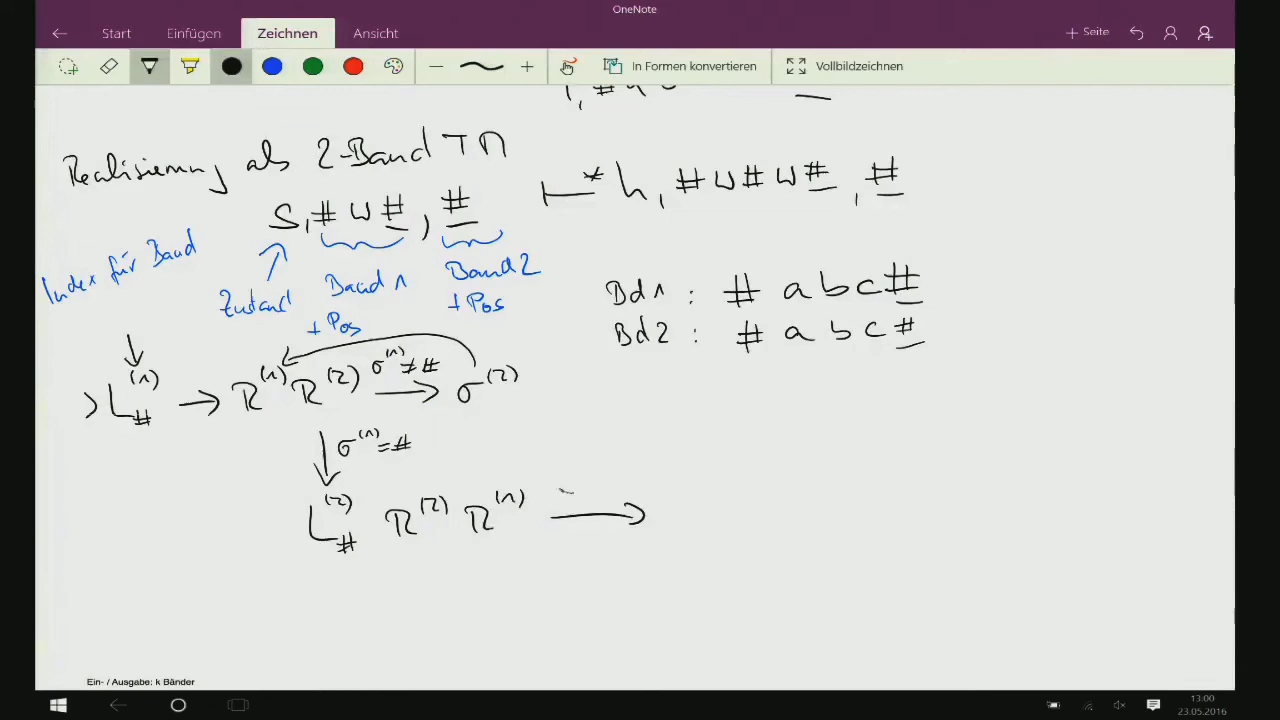 OneNote
Start Einfügen Zeichnen Ansicht
+ Seite
In Formen konvertieren Vollbildzeichnen
Realisierung als 2-Band TM
s, # w #, # ⊢* h, # w # w #, #
Index für Band
Zustand
Band 1 + Pos
Band 2 + Pos
Bd 1 : # a b c #
Bd 2 : # a b c #
> L#(1) → R(1) R(2) σ(1)≠# → σ(2)
↓ σ(1)=#
L#(2) R(2) R(1) →
Ein- / Ausgabe: k Bänder
13:00
23.05.2016